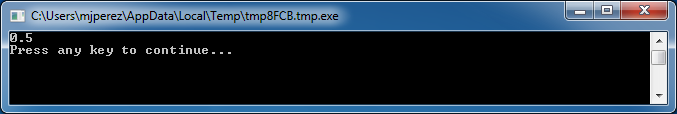 C:\Users\mjperez\AppData\Local\Temp\tmp8FCB.tmp.exe
0.5
Press any key to continue...